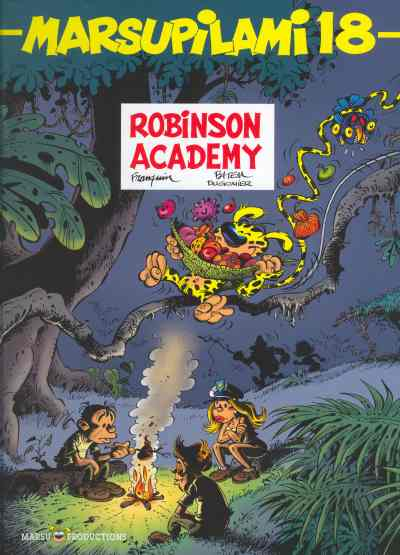 MARSUPILAMi 18
ROBiNSON
ACADEMY
Franquin BATEM
DUGOMIER
MARSU PRODUCTIONS